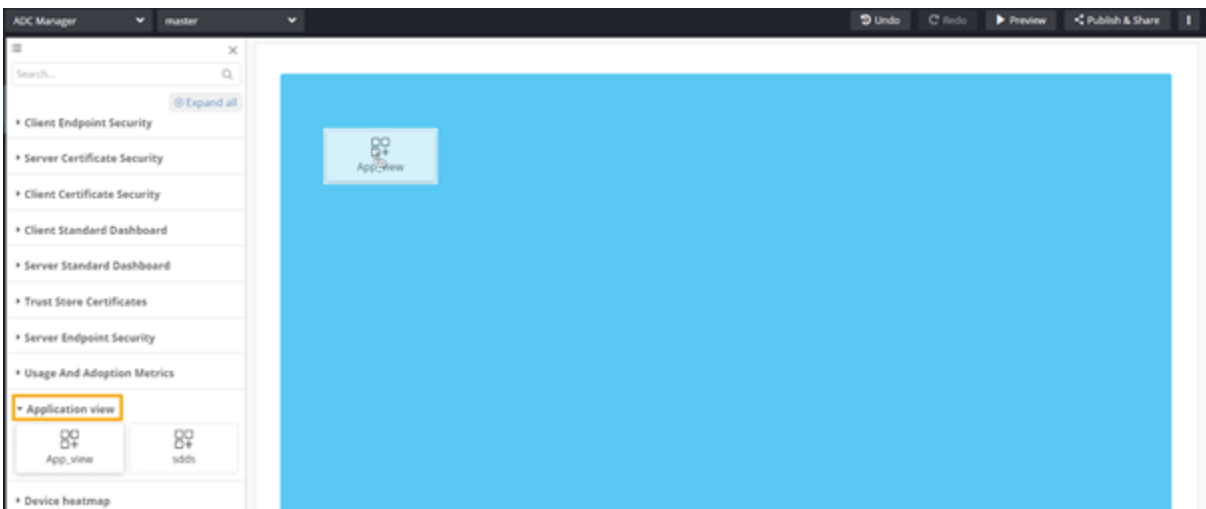 ADC Manager master Undo Redo Preview Publish & Share
Search...
Expand all
Client Endpoint Security
Server Certificate Security
Client Certificate Security
Client Standard Dashboard
Server Standard Dashboard
Trust Store Certificates
Server Endpoint Security
Usage And Adoption Metrics
Application view
App_view sdds
Device heatmap
App_view